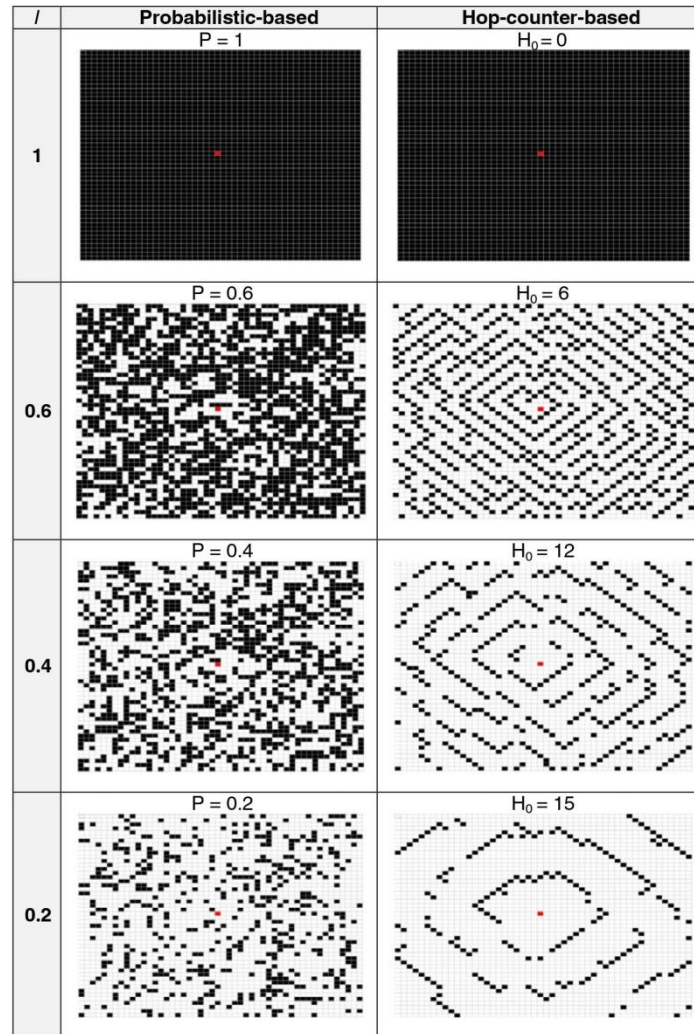 I Probabilistic-based Hop-counter-based
P = 1 H₀ = 0
1
P = 0.6 H₀ = 6
0.6
P = 0.4 H₀ = 12
0.4
P = 0.2 H₀ = 15
0.2